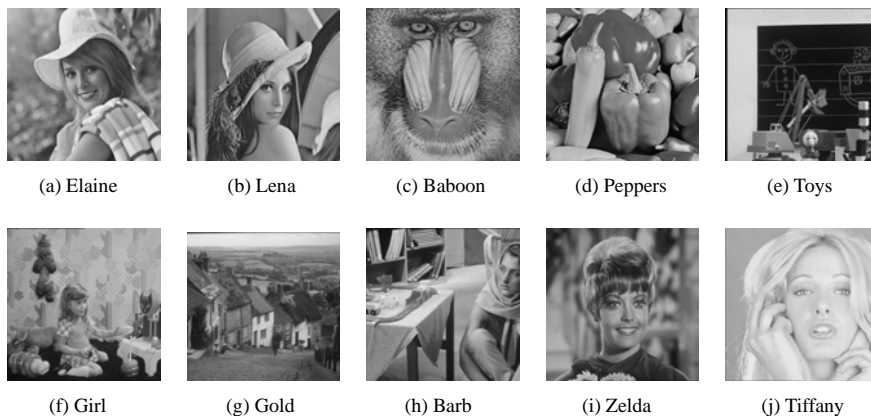 (a) Elaine
(b) Lena
(c) Baboon
(d) Peppers
(e) Toys
(f) Girl
(g) Gold
(h) Barb
(i) Zelda
(j) Tiffany